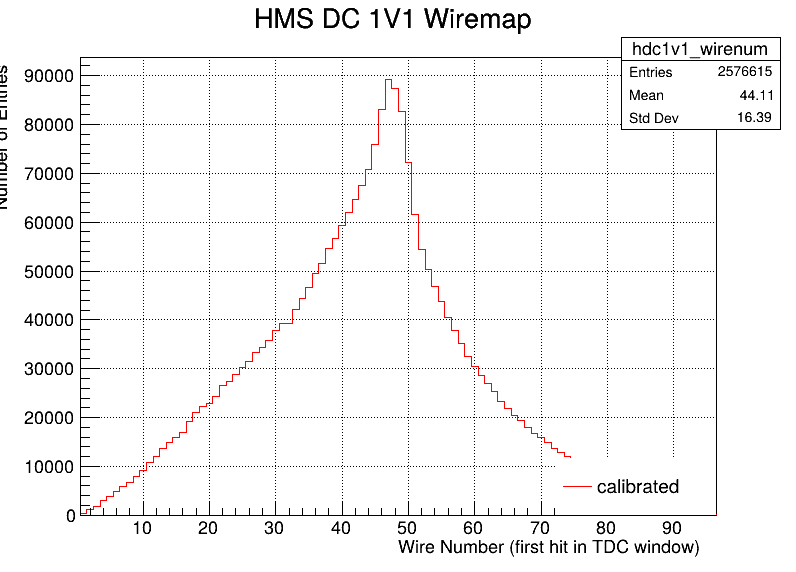 HMS DC 1V1 Wiremap
hdc1v1_wirenum
Entries 2576615
Mean 44.11
Std Dev 16.39
Number of Entries
90000
80000
70000
60000
50000
40000
30000
20000
10000
0
calibrated
10 20 30 40 50 60 70 80 90
Wire Number (first hit in TDC window)